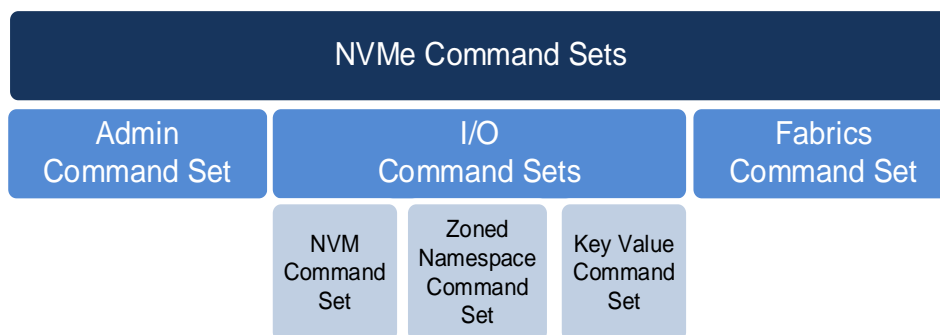 NVMe Command Sets
Admin
Command Set
I/O
Command Sets
Fabrics
Command Set
NVM
Command
Set
Zoned
Namespace
Command
Set
Key Value
Command
Set